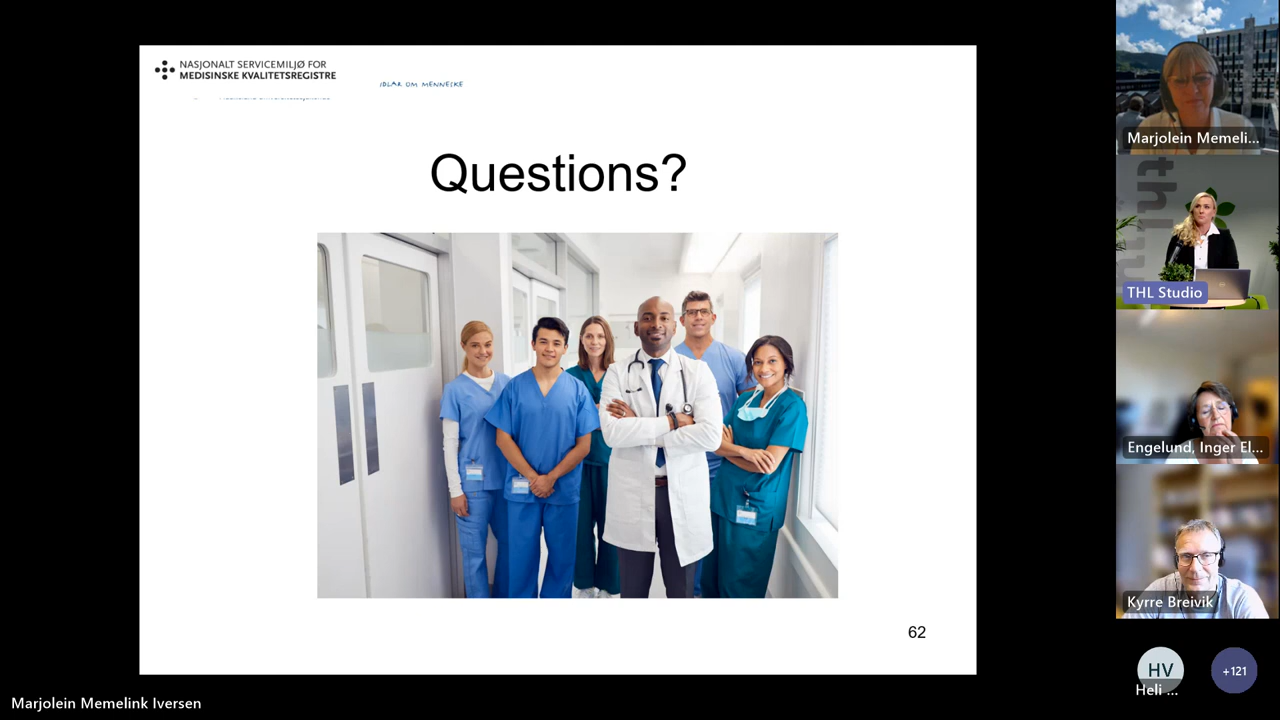 NASJONALT SERVICEMILJØ FOR
MEDISINSKE KVALITETSREGISTRE
IDLAR OM MENNESKE
Questions?
62
Marjolein Memeli...
THL Studio
Engelund, Inger El...
Kyrre Breivik
HV
Heli ...
+121
Marjolein Memelink Iversen